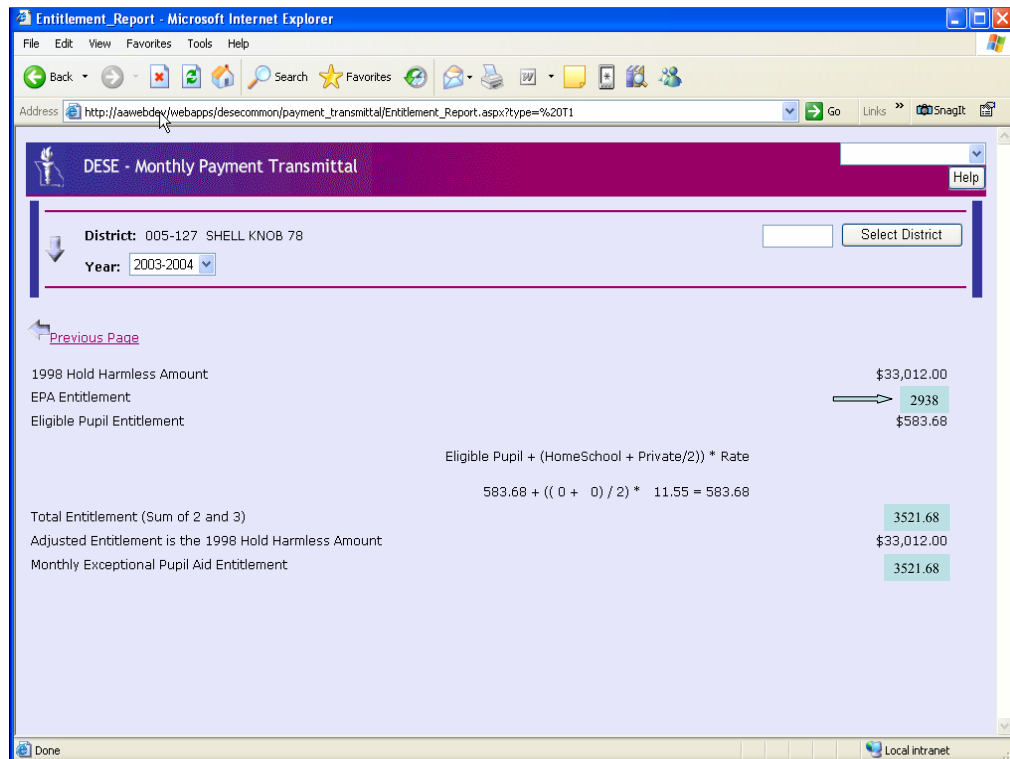 Entitlement_Report - Microsoft Internet Explorer
File Edit View Favorites Tools Help
Back Search Favorites
Address http://aawebdev/webapps/desecommon/payment_transmittal/Entitlement_Report.aspx?type=%20T1 Go Links » SnagIt
DESE - Monthly Payment Transmittal
Help
District: 005-127 SHELL KNOB 78 Select District
Year: 2003-2004
Previous Page
1998 Hold Harmless Amount $33,012.00
EPA Entitlement 2938
Eligible Pupil Entitlement $583.68
Eligible Pupil + (HomeSchool + Private/2)) * Rate
583.68 + (( 0 + 0) / 2) * 11.55 = 583.68
Total Entitlement (Sum of 2 and 3) 3521.68
Adjusted Entitlement is the 1998 Hold Harmless Amount $33,012.00
Monthly Exceptional Pupil Aid Entitlement 3521.68
Done Local intranet